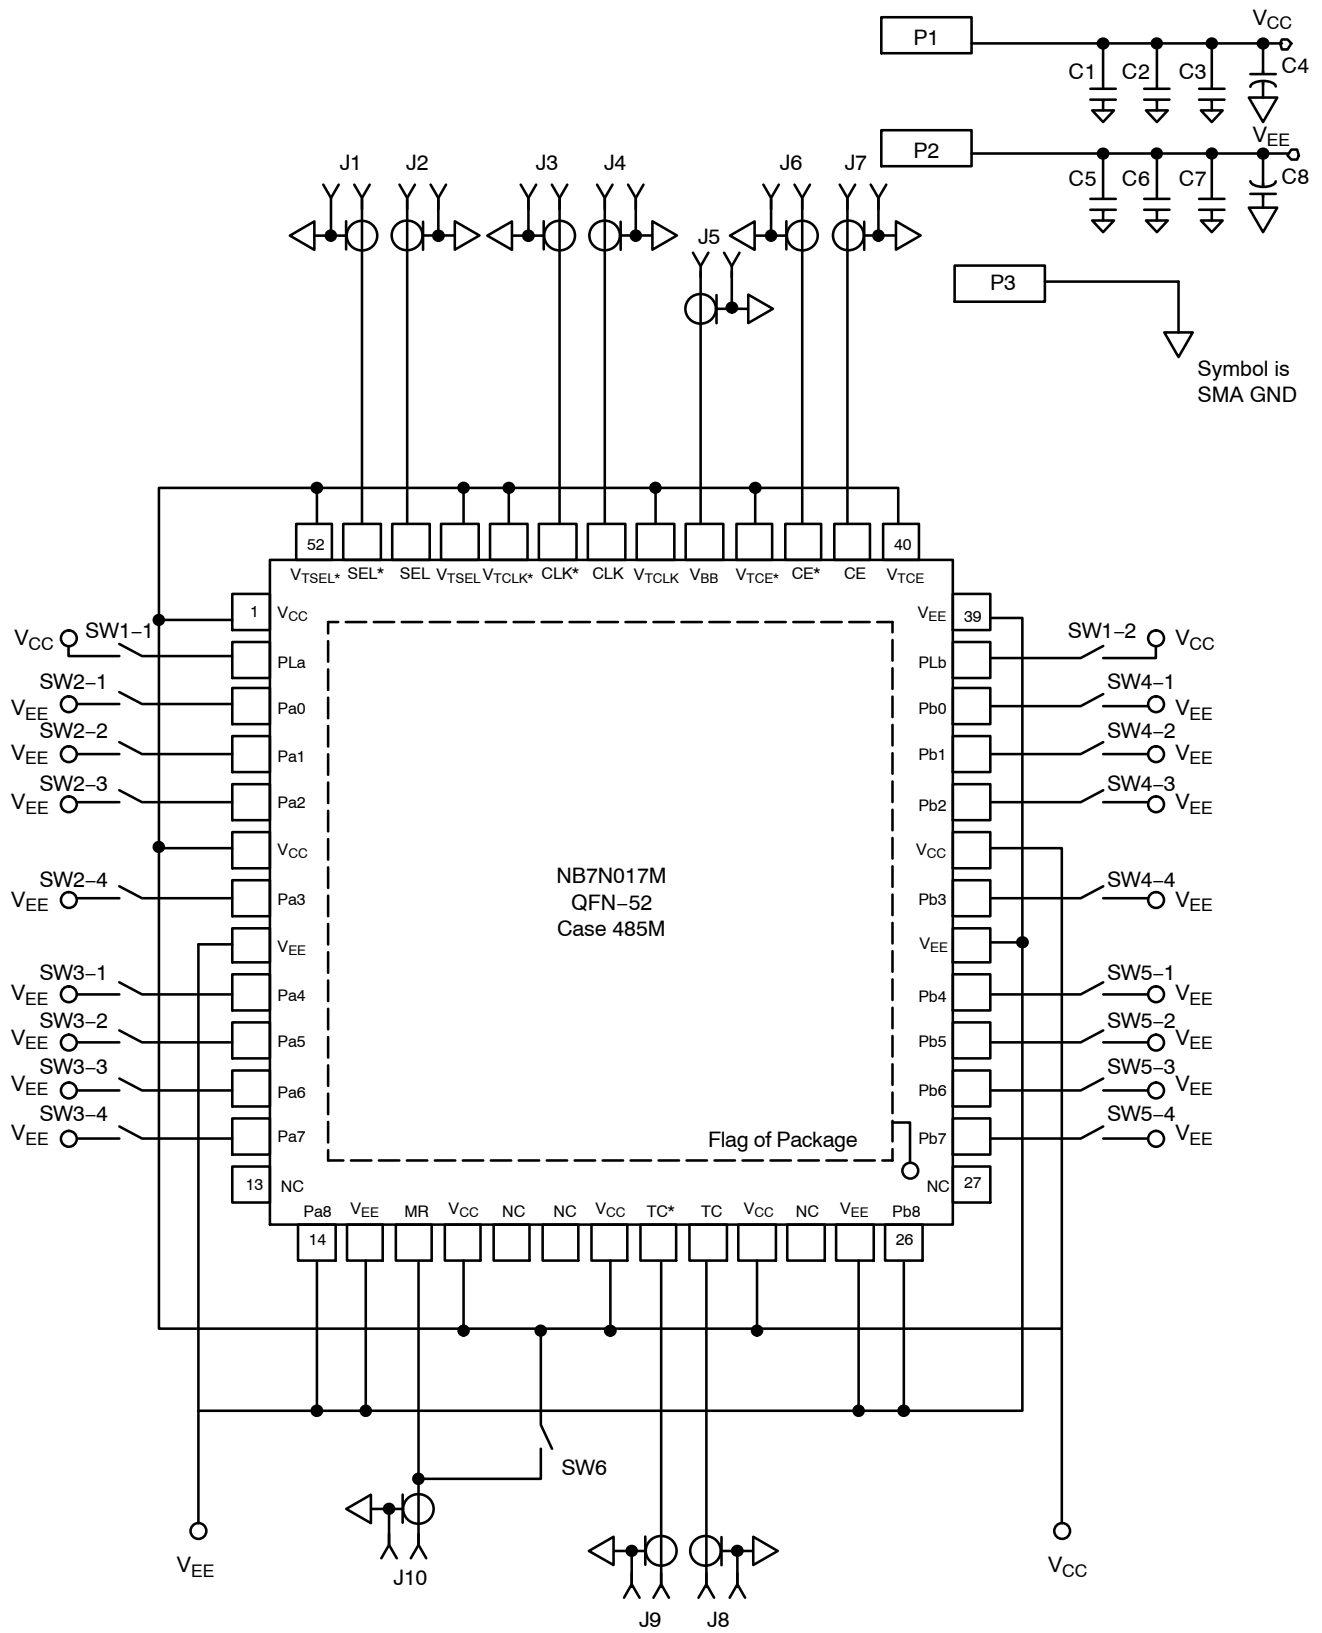 P1
VCC
C1 C2 C3 C4
P2
VEE
C5 C6 C7 C8
J1 J2 J3 J4 J6 J7
J5
P3
Symbol is
SMA GND
52 40
VTSEL* SEL* SEL VTSEL VTCLK* CLK* CLK VTCLK VBB VTCE* CE* CE VTCE
1 VCC VEE 39
VCC SW1–1 PLa PLb SW1–2 VCC
SW2–1 SW4–1
VEE Pa0 Pb0 VEE
SW2–2 SW4–2
VEE Pa1 Pb1 VEE
SW2–3 SW4–3
VEE Pa2 Pb2 VEE
VCC VCC
NB7N017M
QFN–52
Case 485M
SW2–4 SW4–4
VEE Pa3 Pb3 VEE
VEE VEE
SW3–1 SW5–1
VEE Pa4 Pb4 VEE
SW3–2 SW5–2
VEE Pa5 Pb5 VEE
SW3–3 SW5–3
VEE Pa6 Pb6 VEE
SW3–4 SW5–4
VEE Pa7 Pb7 VEE
Flag of Package
13 NC NC 27
Pa8 VEE MR VCC NC NC VCC TC* TC VCC NC VEE Pb8
14 26
SW6
VEE VCC
J10
J9 J8